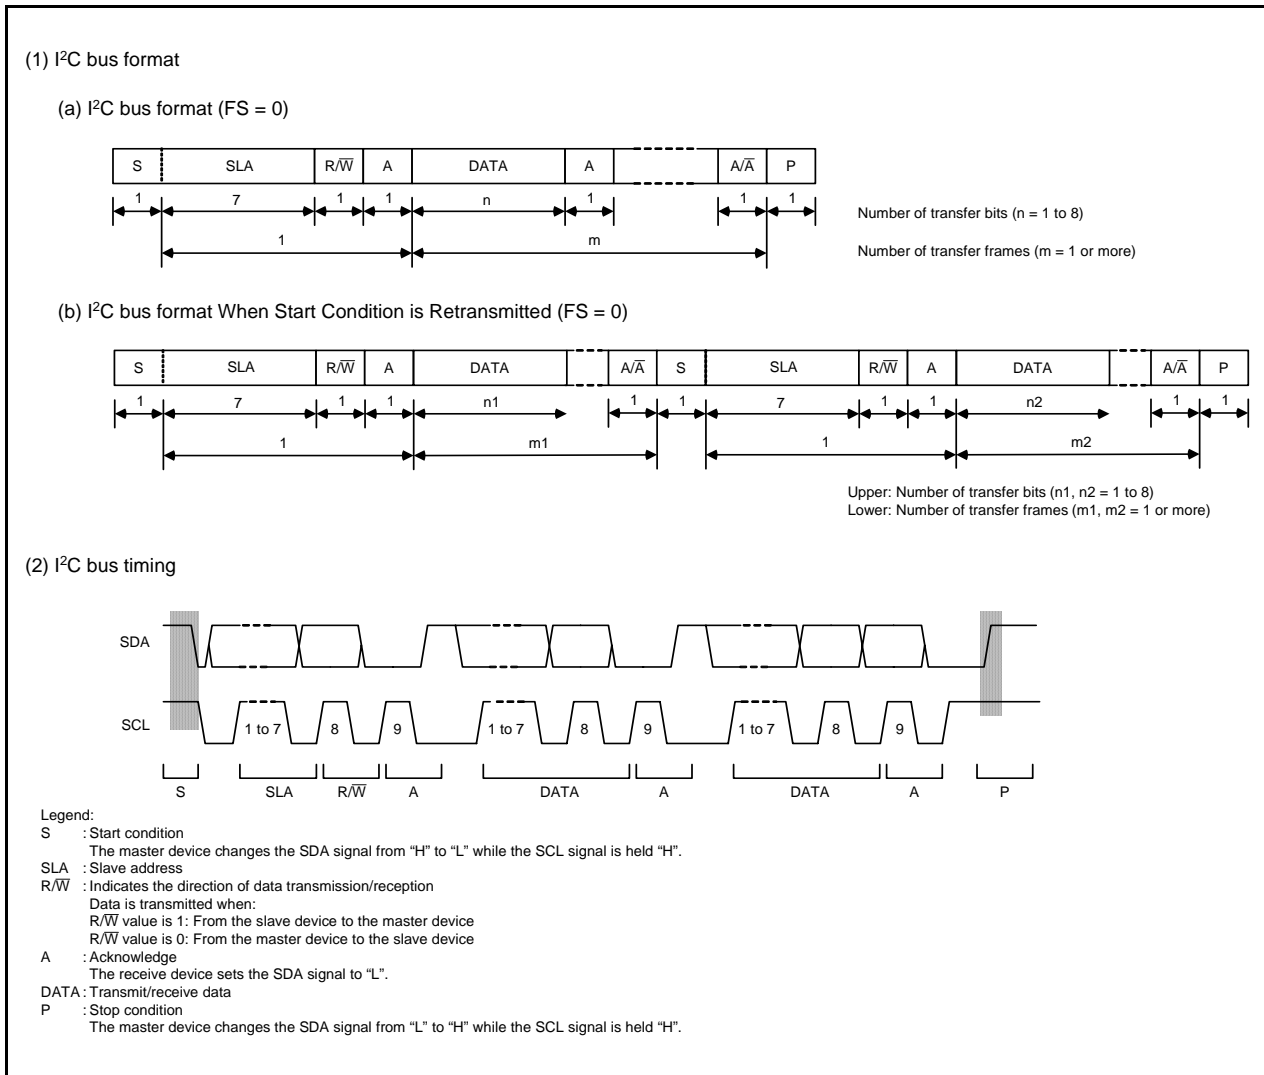 (1) I²C bus format
(a) I²C bus format (FS = 0)
S SLA R/W̅ A DATA A A/A̅ P
1 7 1 1 n 1 1 1
1 m
Number of transfer bits (n = 1 to 8)
Number of transfer frames (m = 1 or more)
(b) I²C bus format When Start Condition is Retransmitted (FS = 0)
S SLA R/W̅ A DATA A/A̅ S SLA R/W̅ A DATA A/A̅ P
1 7 1 1 n1 1 1 7 1 1 n2 1 1
1 m1 1 m2
Upper: Number of transfer bits (n1, n2 = 1 to 8)
Lower: Number of transfer frames (m1, m2 = 1 or more)
(2) I²C bus timing
SDA
SCL 1 to 7 8 9 1 to 7 8 9 1 to 7 8 9
S SLA R/W̅ A DATA A DATA A P
Legend:
S : Start condition
The master device changes the SDA signal from “H” to “L” while the SCL signal is held “H”.
SLA : Slave address
R/W̅ : Indicates the direction of data transmission/reception
Data is transmitted when:
R/W̅ value is 1: From the slave device to the master device
R/W̅ value is 0: From the master device to the slave device
A : Acknowledge
The receive device sets the SDA signal to “L”.
DATA : Transmit/receive data
P : Stop condition
The master device changes the SDA signal from “L” to “H” while the SCL signal is held “H”.